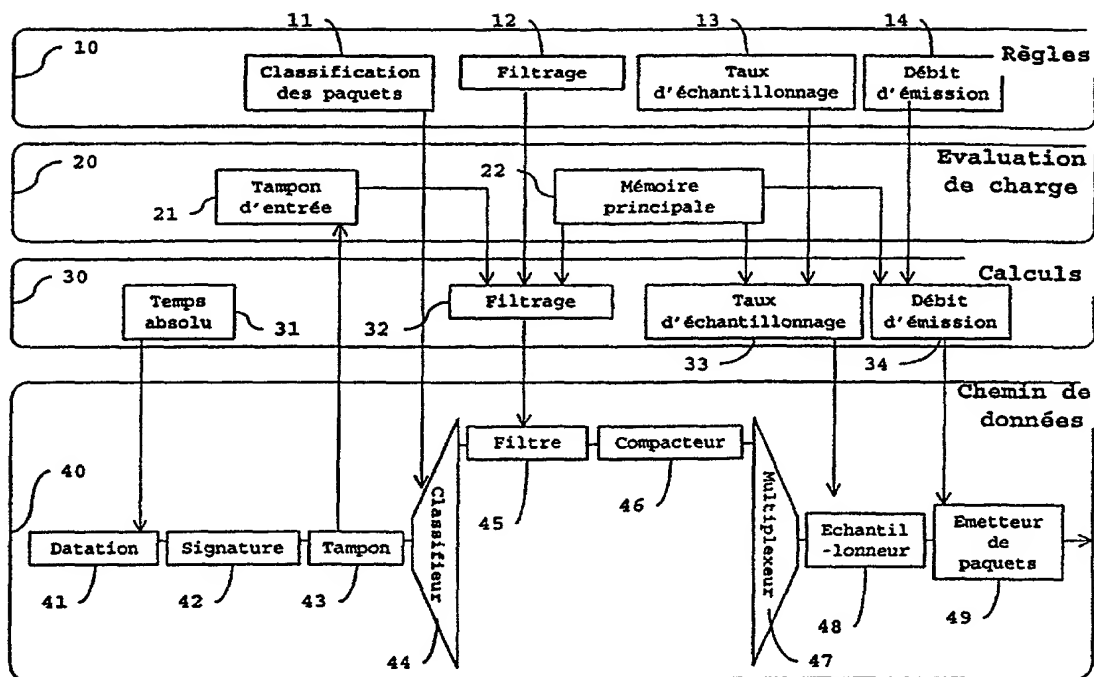 11
12
13
14
10
Règles
Classification
des paquets
Filtrage
Taux
d'échantillonnage
Débit
d'émission
20
Evaluation
de charge
22
Tampon
d'entrée
21
Mémoire
principale
30
Calculs
Temps
absolu
31
32
Filtrage
Taux
d'échantillonnage
Débit
d'émission
33
34
Chemin de
données
40
Filtre
Compacteur
45
46
Classifieur
Multiplexeur
Datation
Signature
Tampon
Echantil
-lonneur
Emetteur
de
paquets
41
42
43
44
47
48
49